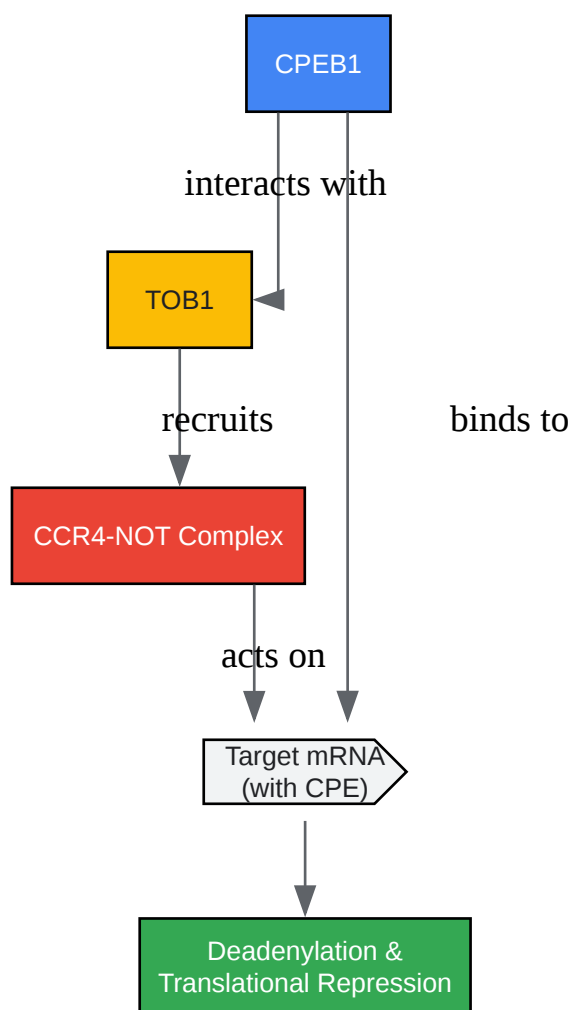 CPEB1
interacts with
TOB1
recruits
binds to
CCR4-NOT Complex
acts on
Target mRNA
(with CPE)
Deadenylation &
Translational Repression